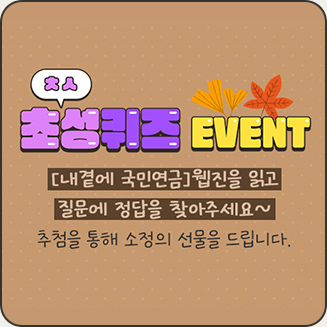 ㅊㅅ
초성퀴즈 EVENT
[내곁에 국민연금]웹진을 읽고
질문에 정답을 찾아주세요~
추첨을 통해 소정의 선물을 드립니다.